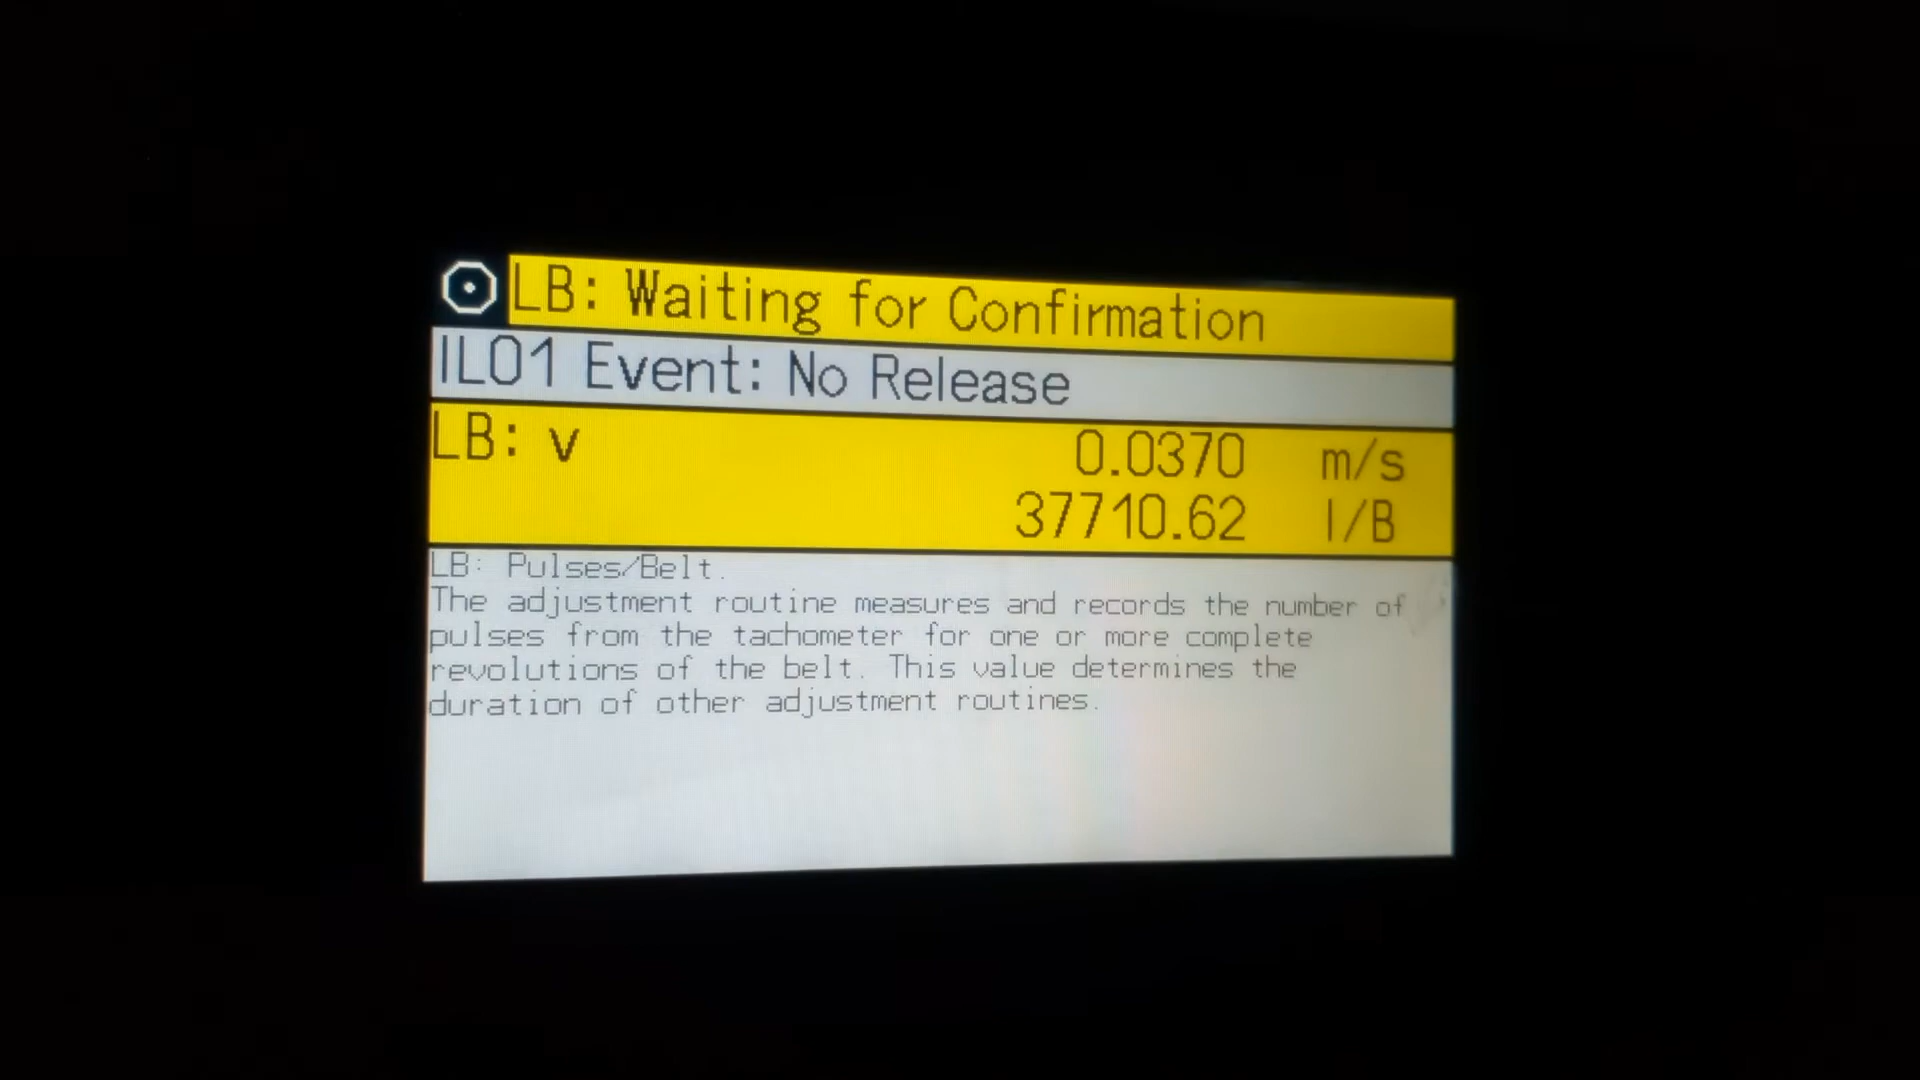 LB: Waiting for Confirmation
IL01 Event: No Release
LB: v 0.0370 m/s
37710.62 I/B
LB: Pulses/Belt.
The adjustment routine measures and records the number of
pulses from the tachometer for one or more complete
revolutions of the belt. This value determines the
duration of other adjustment routines.